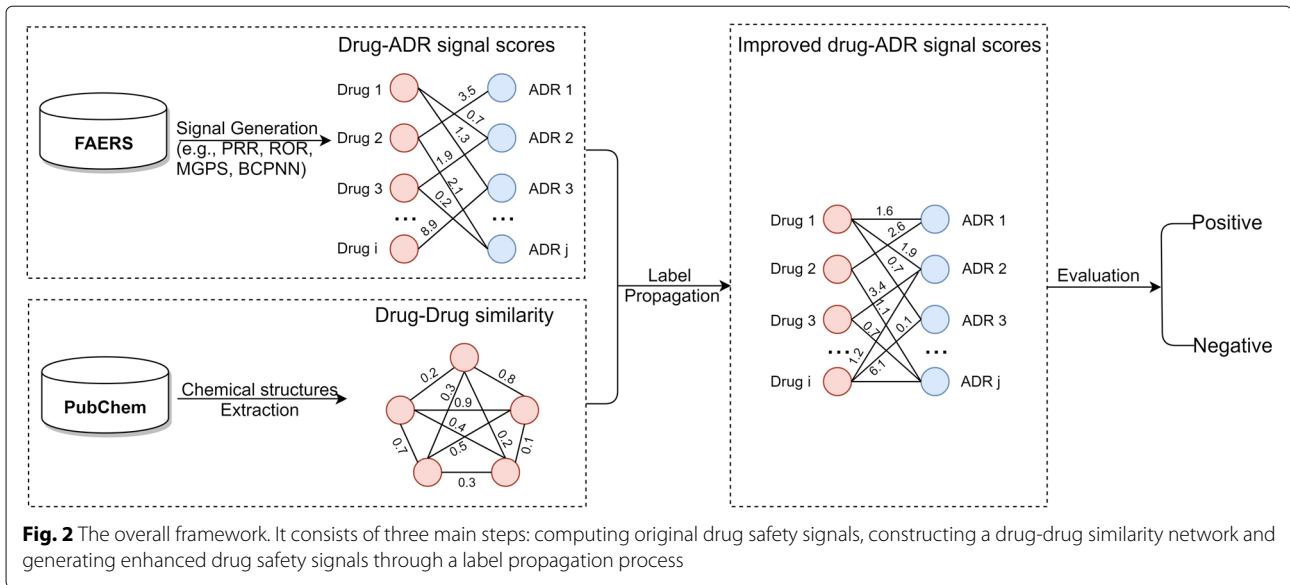 Drug-ADR signal scores
FAERS
Signal Generation
(e.g., PRR, ROR,
MGPS, BCPNN)
Drug 1
Drug 2
Drug 3
...
Drug i
3.5
0.7
1.3
1.9
2.1
0.2
8.9
ADR 1
ADR 2
ADR 3
...
ADR j
Drug-Drug similarity
PubChem
Chemical structures
Extraction
0.2
0.8
0.3
0.9
0.4
0.5
0.2
0.7
0.1
0.3
Label
Propagation
Improved drug-ADR signal scores
Drug 1
Drug 2
Drug 3
...
Drug i
1.6
2.6
1.9
0.7
3.4
1.1
0.7
0.1
1.2
6.1
ADR 1
ADR 2
ADR 3
...
ADR j
Evaluation
Positive
Negative
Fig. 2 The overall framework. It consists of three main steps: computing original drug safety signals, constructing a drug-drug similarity network and
generating enhanced drug safety signals through a label propagation process